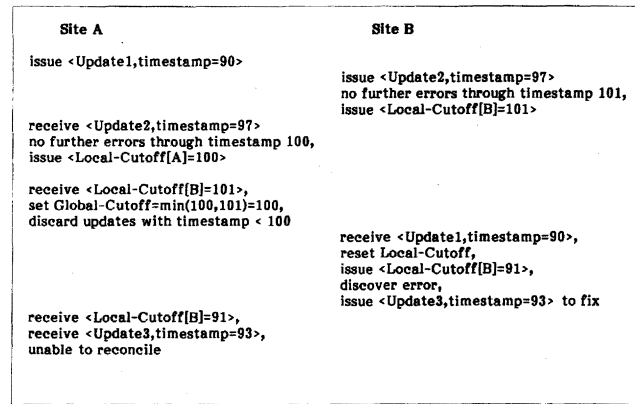 Site A
Site B
issue <Update1,timestamp=90>
issue <Update2,timestamp=97>
no further errors through timestamp 101,
issue <Local-Cutoff[B]=101>
receive <Update2,timestamp=97>
no further errors through timestamp 100,
issue <Local-Cutoff[A]=100>
receive <Local-Cutoff[B]=101>,
set Global-Cutoff=min(100,101)=100,
discard updates with timestamp < 100
receive <Update1,timestamp=90>,
reset Local-Cutoff,
issue <Local-Cutoff[B]=91>,
discover error,
issue <Update3,timestamp=93> to fix
receive <Local-Cutoff[B]=91>,
receive <Update3,timestamp=93>,
unable to reconcile